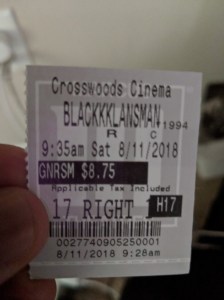 Crosswoods Cinema
BLACKKKLANSMAN 1994
R C
9:35am Sat 8/11/2018
GNRSM $8.75
Applicable Tax Included
17 RIGHT H17
0027740905250001
8/11/2018 9:28am